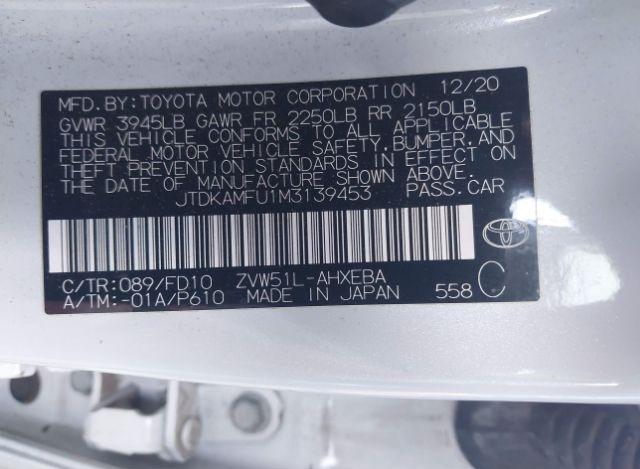 MFD.BY:TOYOTA MOTOR CORPORATION 12/20
GVWR 3945LB GAWR FR 2250LB RR 2150LB
THIS VEHICLE CONFORMS TO ALL APPLICABLE
FEDERAL MOTOR VEHICLE SAFETY,BUMPER,AND
THEFT PREVENTION STANDARDS IN EFFECT ON
THE DATE OF MANUFACTURE SHOWN ABOVE.
JTDKAMFU1M3139453 PASS.CAR
C/TR:089/FD10 ZVW51L-AHXEBA
A/TM:-01A/P610 MADE IN JAPAN 558 C